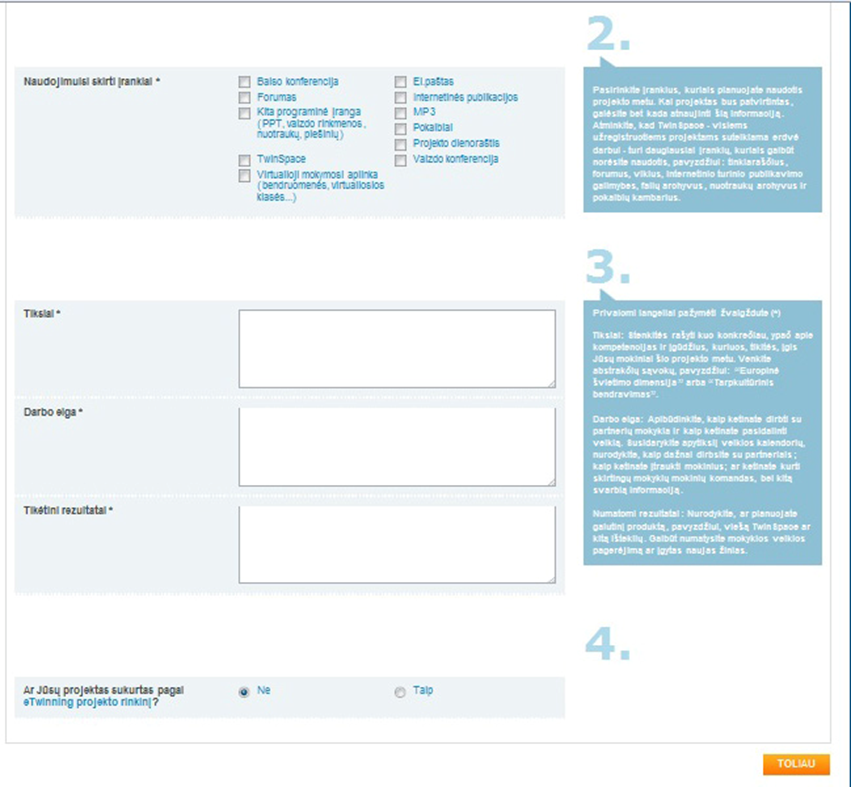 2.
Naudojimuisi skirti įrankiai *
Balso konferencija
Forumas
Kita programinė įranga
(PPT, vaizdo rinkmenos,
nuotraukų, piešinių)
TwinSpace
Virtualioji mokymosi aplinka
(bendruomenės, virtualiosios
klasės...)
El.paštas
Internetinės publikacijos
MP3
Pokalbiai
Projekto dienoraštis
Vaizdo konferencija
Pasirinkite įrankius, kuriais planuojate naudotis
projekto metu. Kai projektas bus patvirtintas,
galėsite bet kada atnaujinti šią informaciją.
Atminkite, kad TwinSpace - visiems
užregistruotiems projektams suteikiama erdvė
darbui - turi daugiausiai įrankių, kuriais galbūt
norėsite naudotis, pavyzdžiui: tinklaraščius,
forumus, vikius, internetinio turinio publikavimo
galimybes, failų archyvus, nuotraukų archyvus ir
pokalbių kambarius.
3.
Tikslai *
Darbo eiga *
Tikėtini rezultatai *
Privalomi langeliai pažymėti žvaigždute (*)
Tikslai: Stenkitės rašyti kuo konkrečiau, ypač apie
kompetencijas ir įgūdžius, kuriuos, tikitės, įgis
Jūsų mokiniai šio projekto metu. Venkite
abstrakčių sąvokų, pavyzdžiui: "Europinė
švietimo dimensija" arba "Tarpkultūrinis
bendravimas".
Darbo eiga: Apibūdinkite, kaip ketinate dirbti su
partnerių mokykla ir kaip ketinate pasidalinti
veiklą. Susidarykite apytikslį veiklos kalendorių,
nurodykite, kaip dažnai dirbsite su partneriais;
kaip ketinate įtraukti mokinius; ar ketinate kurti
skirtingų mokyklų mokinių komandas, bei kitą
svarbią informaciją.
Numatomi rezultatai: Nurodykite, ar planuojate
galutinį produktą, pavyzdžiui, viešą TwinSpace ar
kitą išteklių. Galbūt numatysite mokyklos veiklos
pagerėjimą ar įgytas naujas žinias.
4.
Ar Jūsų projektas sukurtas pagal
eTwinning projekto rinkinį?
Ne
Taip
TOLIAU